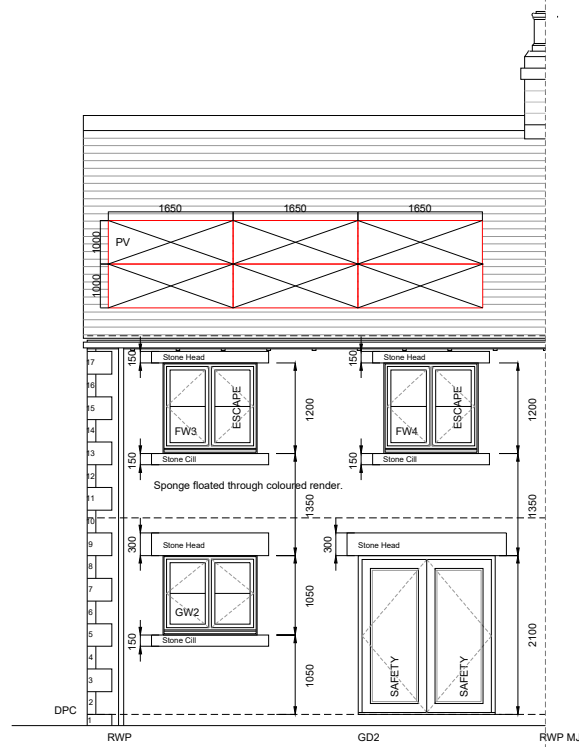 1650 1650 1650
1000
PV
1000
150
Stone Head
150
Stone Head
17
16
15
14
13
12
11
10
9
8
7
6
5
4
3
2
1
FW3
ESCAPE
1200
FW4
ESCAPE
1200
150
Stone Cill
150
Stone Cill
Sponge floated through coloured render.
1350
1350
300
Stone Head
300
Stone Head
GW2
1050
150
Stone Cill
1050
SAFETY
SAFETY
2100
DPC
RWP
GD2
RWP MJ